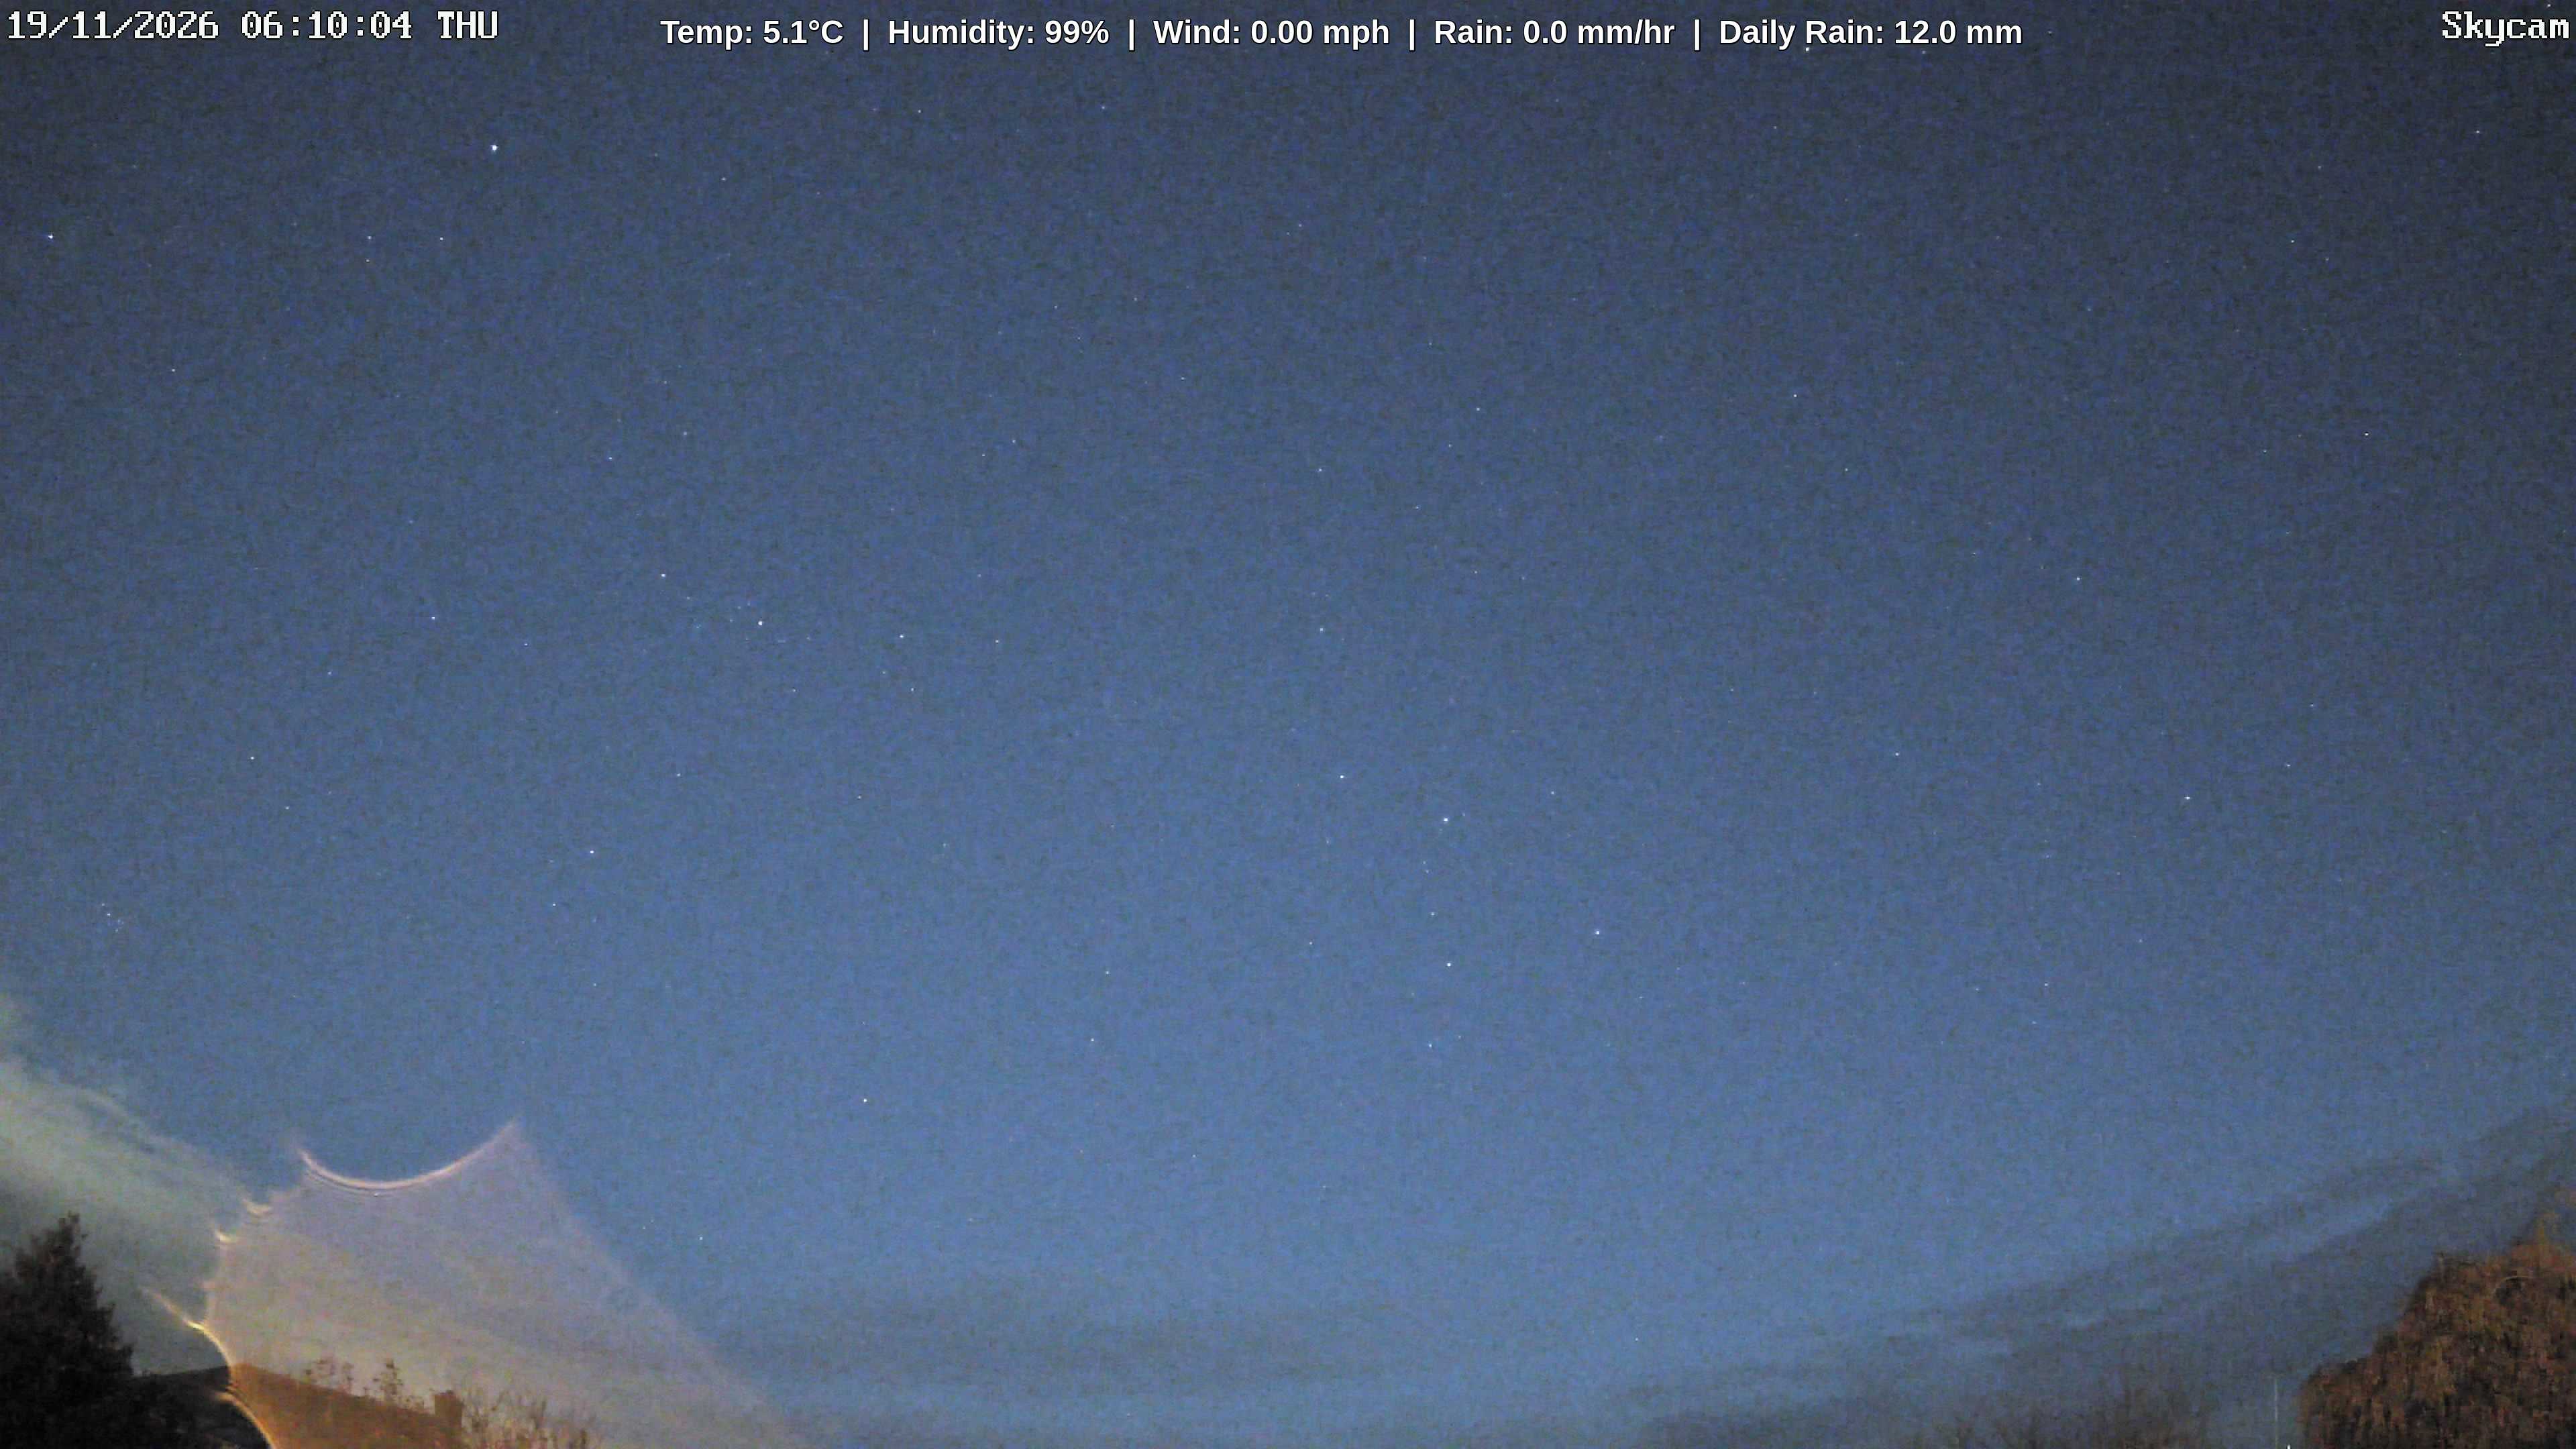 19/11/2026 06:10:04 THU
Temp: 5.1°C | Humidity: 99% | Wind: 0.00 mph | Rain: 0.0 mm/hr | Daily Rain: 12.0 mm
Skycam